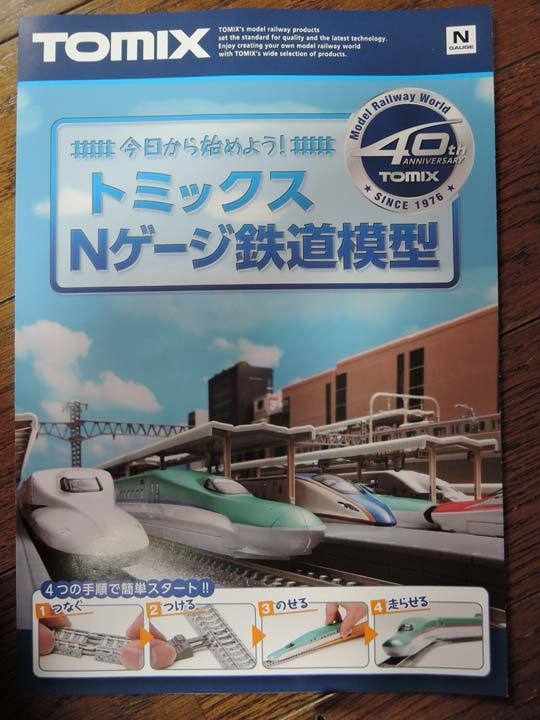 TOMIX
TOMIX's model railway products
set the standard for quality and the latest technology.
Enjoy creating your own model railway world
with TOMIX's wide selection of products.
N
GAUGE
Model Railway World
40th
ANNIVERSARY
TOMIX
★ SINCE 1976 ★
今日から始めよう!
トミックス
Nゲージ鉄道模型
4つの手順で簡単スタート!!
1 つなぐ
2 つける
3 のせる
4 走らせる